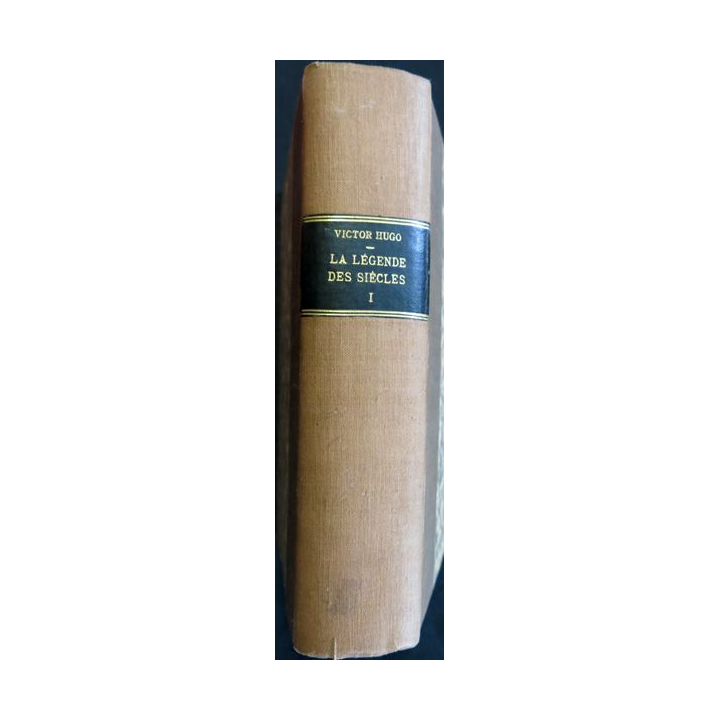 VICTOR HUGO
LA LÉGENDE
DES SIÈCLES
I